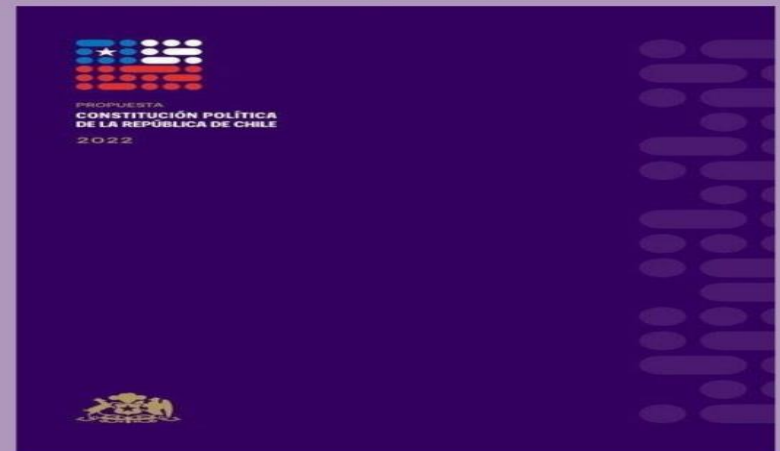 PROPUESTA
CONSTITUCIÓN POLÍTICA
DE LA REPÚBLICA DE CHILE
2022